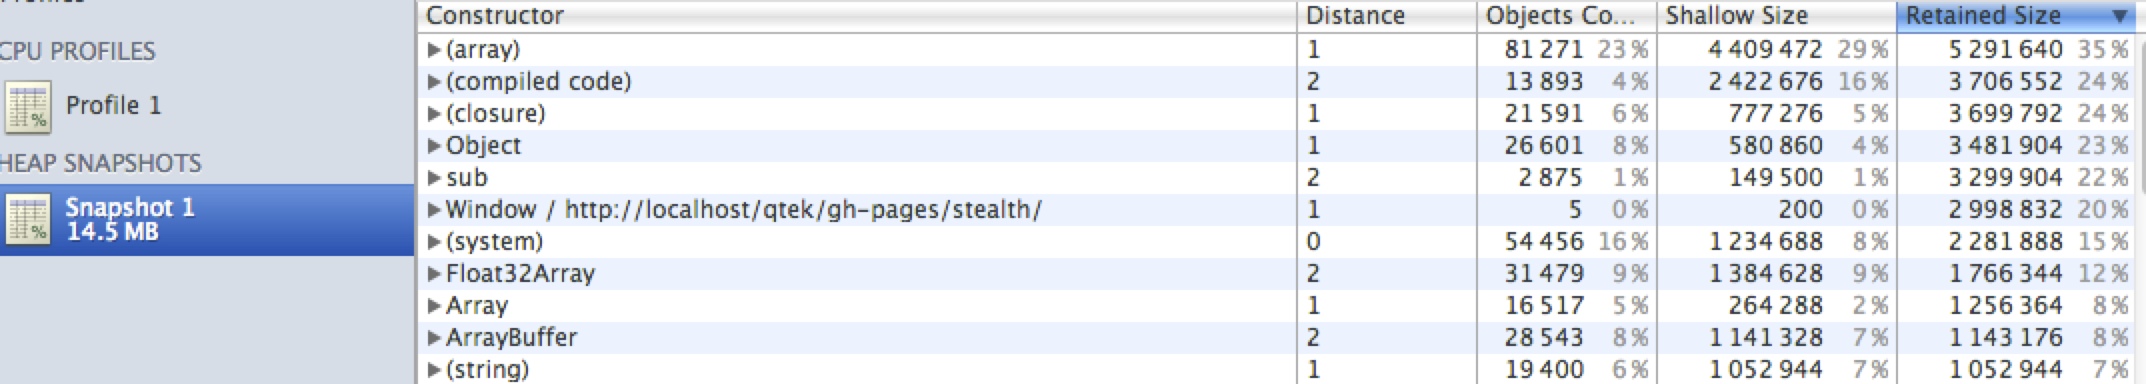 Constructor Distance Objects Co... Shallow Size Retained Size ▼
CPU PROFILES
Profile 1
HEAP SNAPSHOTS
Snapshot 1
14.5 MB
(array) 1 81 271 23% 4 409 472 29% 5 291 640 35%
(compiled code) 2 13 893 4% 2 422 676 16% 3 706 552 24%
(closure) 1 21 591 6% 777 276 5% 3 699 792 24%
Object 1 26 601 8% 580 860 4% 3 481 904 23%
sub 2 2 875 1% 149 500 1% 3 299 904 22%
Window / http://localhost/qtek/gh-pages/stealth/ 1 5 0% 200 0% 2 998 832 20%
(system) 0 54 456 16% 1 234 688 8% 2 281 888 15%
Float32Array 2 31 479 9% 1 384 628 9% 1 766 344 12%
Array 1 16 517 5% 264 288 2% 1 256 364 8%
ArrayBuffer 2 28 543 8% 1 141 328 7% 1 143 176 8%
(string) 1 19 400 6% 1 052 944 7% 1 052 944 7%